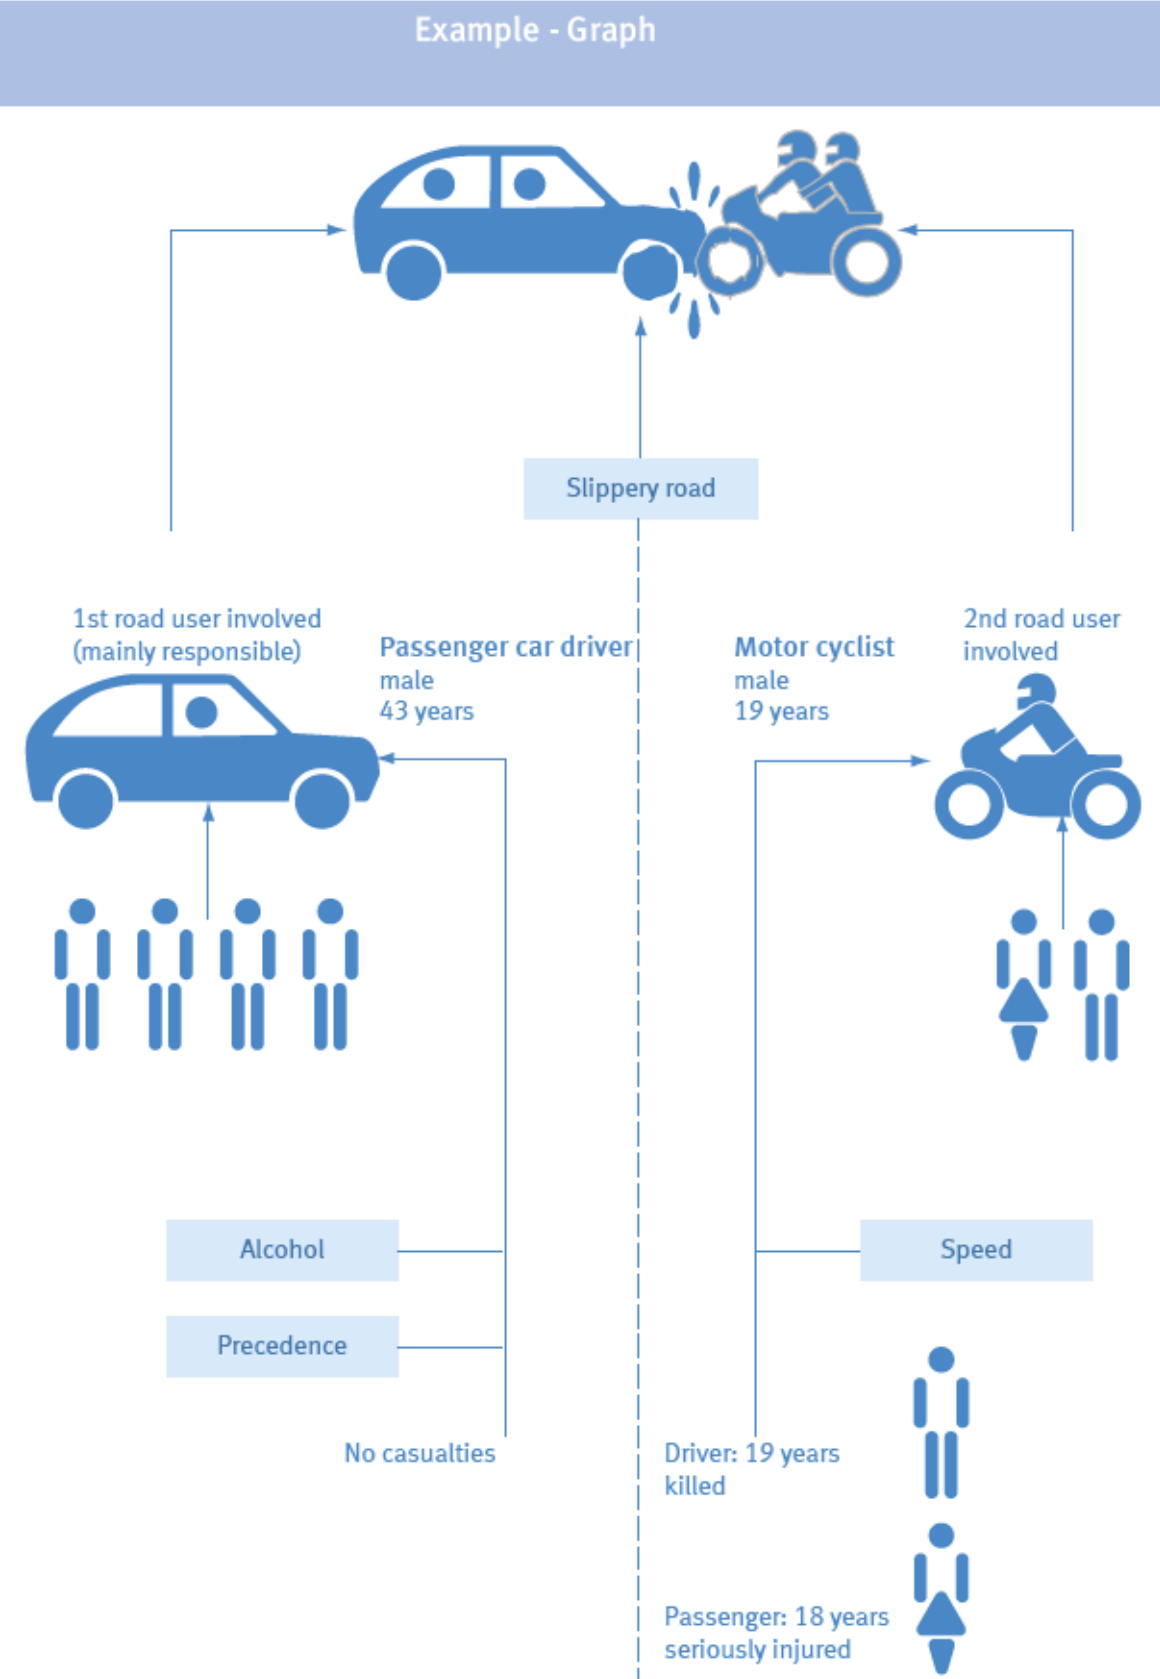 Example - Graph
Slippery road
1st road user involved
(mainly responsible)
Passenger car driver
male
43 years
Motor cyclist
male
19 years
2nd road user
involved
Alcohol
Precedence
No casualties
Speed
Driver: 19 years
killed
Passenger: 18 years
seriously injured